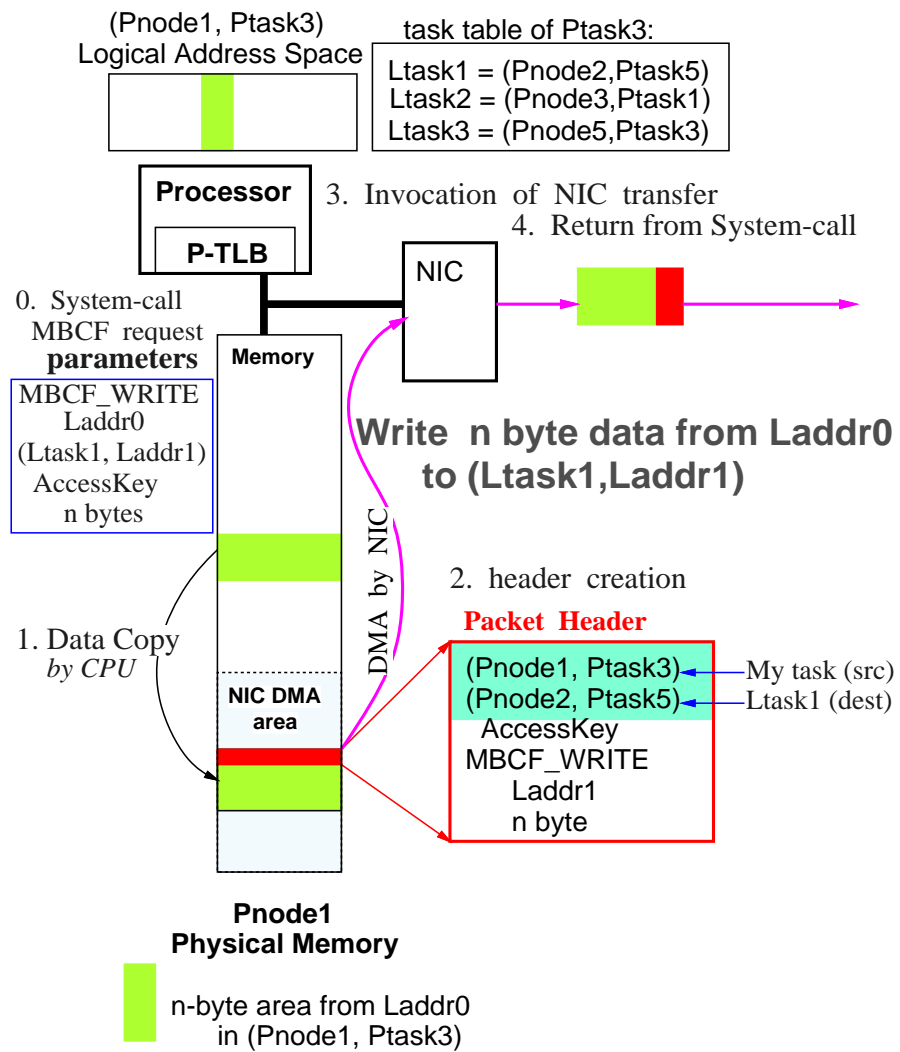 (Pnode1, Ptask3)
Logical Address Space
task table of Ptask3:
Ltask1 = (Pnode2,Ptask5)
Ltask2 = (Pnode3,Ptask1)
Ltask3 = (Pnode5,Ptask3)
Processor
P-TLB
3. Invocation of NIC transfer
4. Return from System-call
NIC
0. System-call
MBCF request
parameters
MBCF_WRITE
Laddr0
(Ltask1, Laddr1)
AccessKey
n bytes
Memory
Write n byte data from Laddr0
to (Ltask1,Laddr1)
DMA by NIC
1. Data Copy
by CPU
NIC DMA
area
2. header creation
Packet Header
(Pnode1, Ptask3)
(Pnode2, Ptask5)
AccessKey
MBCF_WRITE
Laddr1
n byte
My task (src)
Ltask1 (dest)
Pnode1
Physical Memory
n-byte area from Laddr0
in (Pnode1, Ptask3)